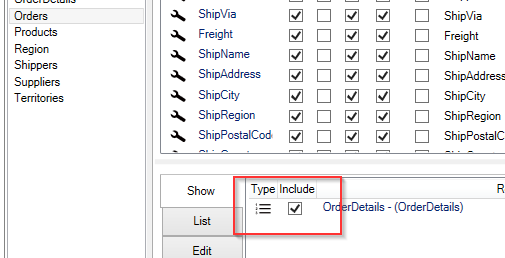 OrderDetails
Orders
Products
Region
Shippers
Suppliers
Territories
ShipVia ShipVia
Freight Freight
ShipName ShipName
ShipAddress ShipAddress
ShipCity ShipCity
ShipRegion ShipRegion
ShipPostalCod ShipPostalC
Show
List
Edit
Type Include R
OrderDetails - (OrderDetails)